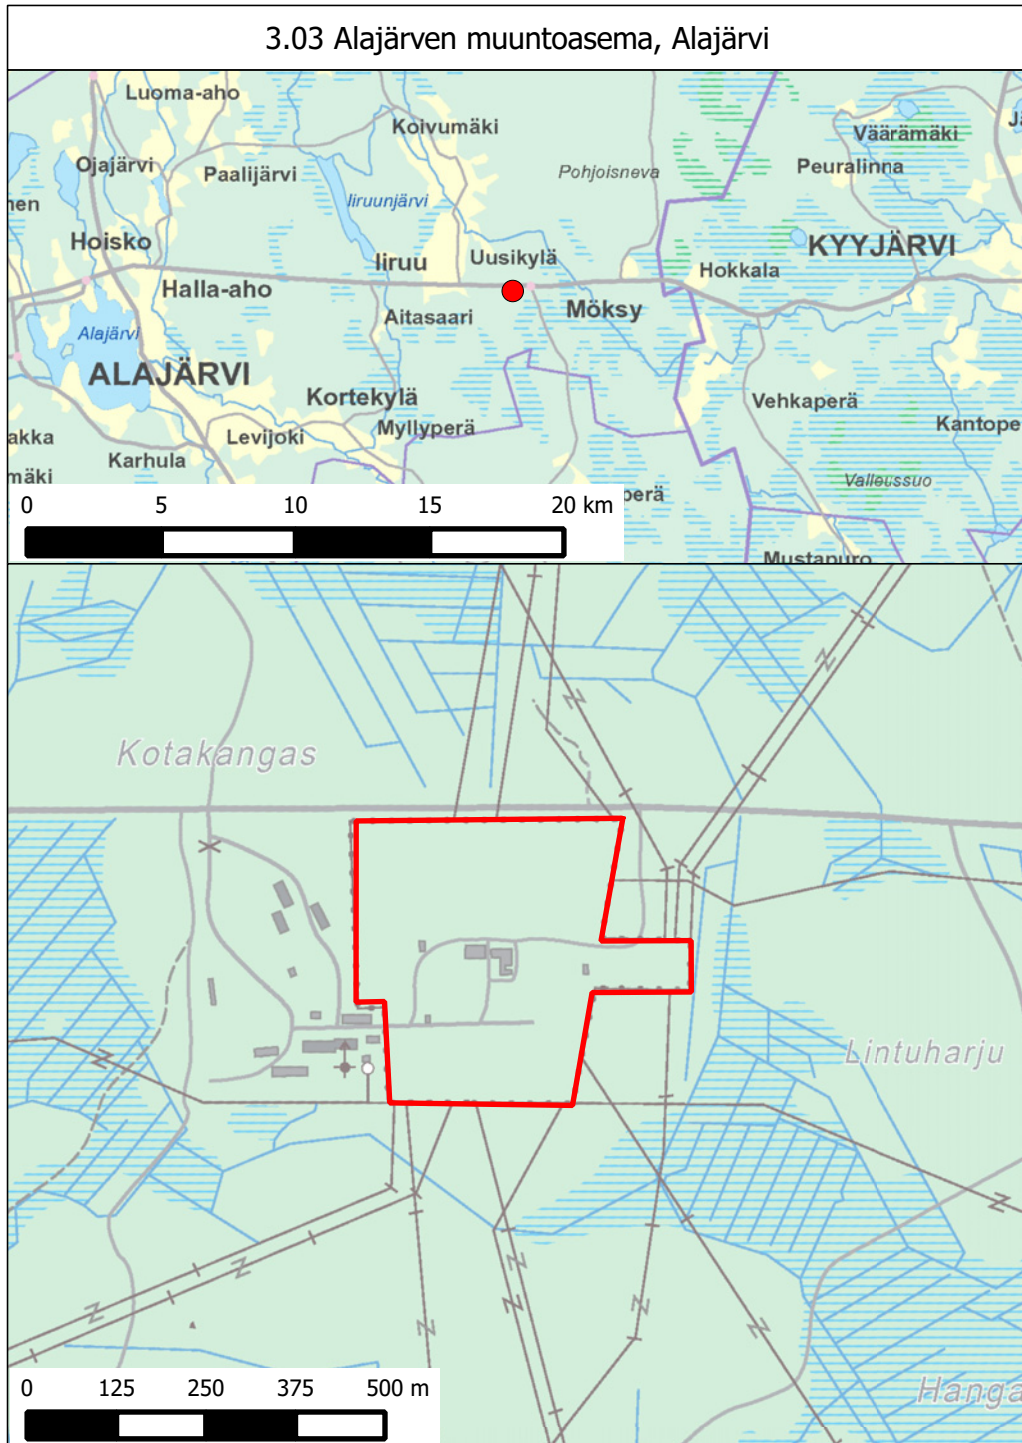 3.03 Alajärven muuntoasema, Alajärvi
Luoma-aho
Koivumäki
Väärämäki
Ojajärvi
Paalijärvi
Pohjoisneva
Peuralinna
Iiruunjärvi
nen
Hoisko
Iiruu
Uusikylä
KYYJÄRVI
Hokkala
Halla-aho
Aitasaari
Möksy
Alajärvi
ALAJÄRVI
Kortekylä
Vehkaperä
Levijoki
Myllyperä
Kantope
akka
Karhula
mäki
Valleussuo
perä
0 5 10 15 20 km
Mustapuro
Kotakangas
Lintuharju
Hanga
0 125 250 375 500 m